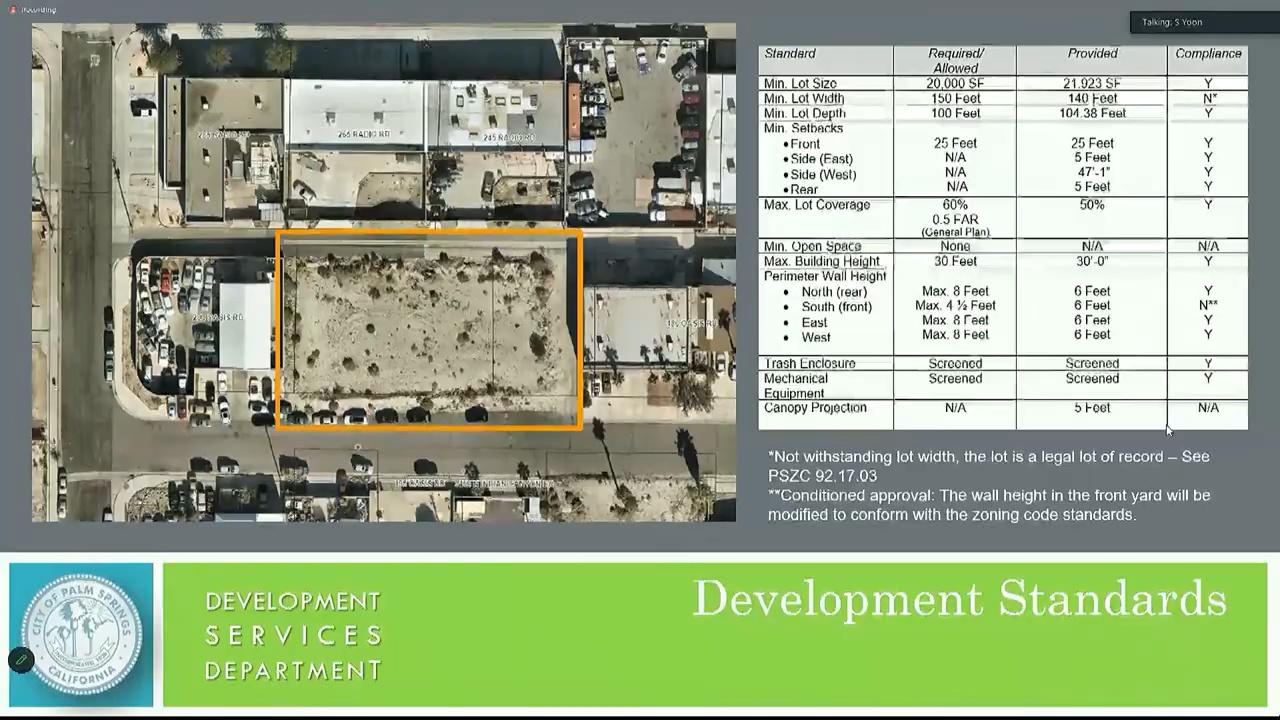 Recording
Talking: S Yoon
Standard Required/ Allowed Provided Compliance
Min. Lot Size 20,000 SF 21,923 SF Y
Min. Lot Width 150 Feet 140 Feet N*
Min. Lot Depth 100 Feet 104.38 Feet Y
Min. Setbacks
•Front 25 Feet 25 Feet Y
•Side (East) N/A 5 Feet Y
•Side (West) N/A 47'-1" Y
•Rear N/A 5 Feet Y
Max. Lot Coverage 60% 50% Y
0.5 FAR
(General Plan)
Min. Open Space None N/A N/A
Max. Building Height 30 Feet 30'-0" Y
Perimeter Wall Height
• North (rear) Max. 8 Feet 6 Feet Y
• South (front) Max. 4 ½ Feet 6 Feet N**
• East Max. 8 Feet 6 Feet Y
• West Max. 8 Feet 6 Feet Y
Trash Enclosure Screened Screened Y
Mechanical Equipment Screened Screened Y
Canopy Projection N/A 5 Feet N/A
*Not withstanding lot width, the lot is a legal lot of record – See
PSZC 92.17.03
**Conditioned approval: The wall height in the front yard will be
modified to conform with the zoning code standards.
266 RADIO RD
245 RADIO RD
CITY OF PALM SPRINGS
CALIFORNIA
DEVELOPMENT
SERVICES
DEPARTMENT
Development Standards